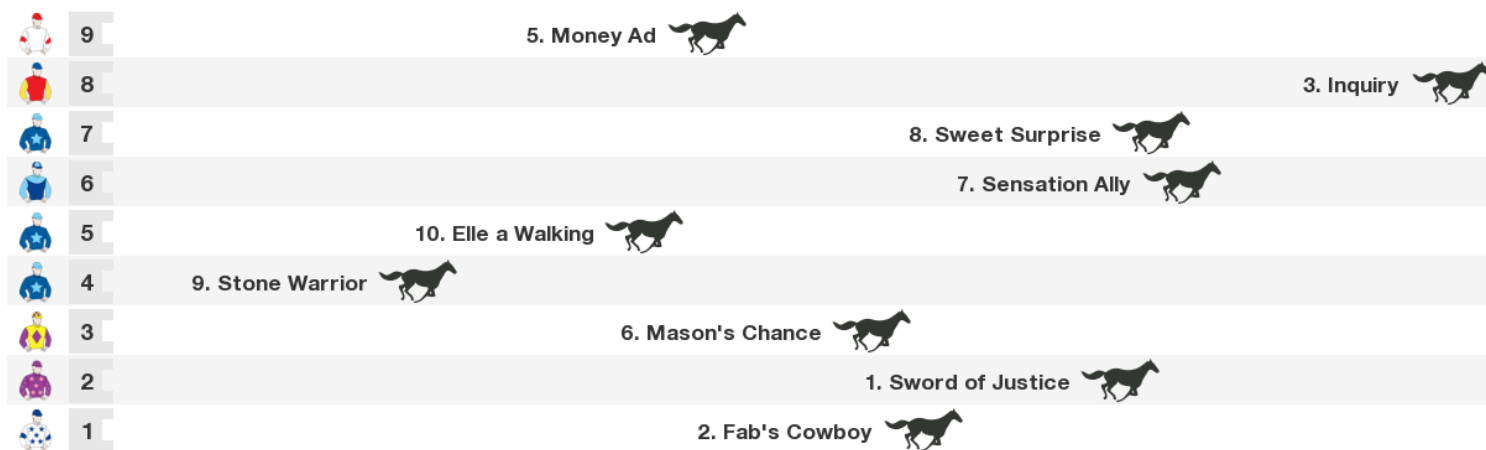 9 5. Money Ad
8 3. Inquiry
7 8. Sweet Surprise
6 7. Sensation Ally
5 10. Elle a Walking
4 9. Stone Warrior
3 6. Mason's Chance
2 1. Sword of Justice
1 2. Fab's Cowboy